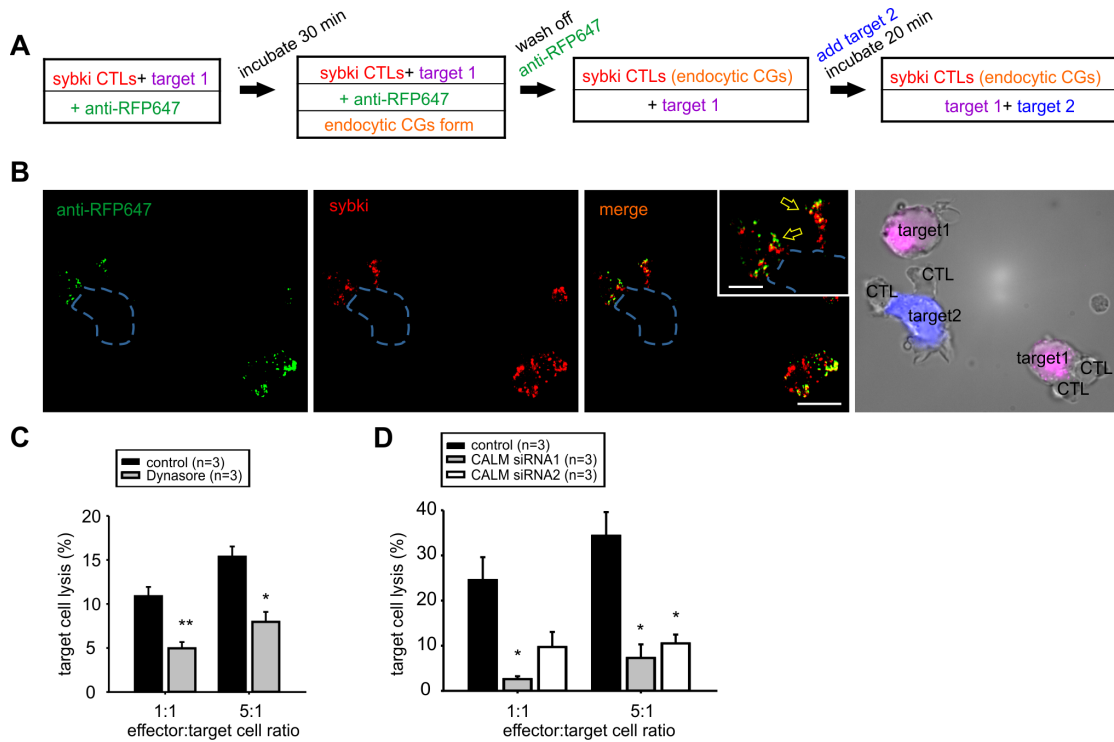 A
sybki CTLs+ target 1
+ anti-RFP647
incubate 30 min
sybki CTLs+ target 1
+ anti-RFP647
endocytic CGs form
wash off
anti-RFP647
sybki CTLs (endocytic CGs)
+ target 1
add target 2
incubate 20 min
sybki CTLs (endocytic CGs)
target 1+ target 2
B
anti-RFP647
sybki
merge
target1
CTL
CTL
target2
target1
CTL
CTL
C
control (n=3)
Dynasore (n=3)
target cell lysis (%)
20
15
10
5
0
**
*
1:1
5:1
effector:target cell ratio
D
control (n=3)
CALM siRNA1 (n=3)
CALM siRNA2 (n=3)
target cell lysis (%)
40
30
20
10
0
*
*
*
1:1
5:1
effector:target cell ratio